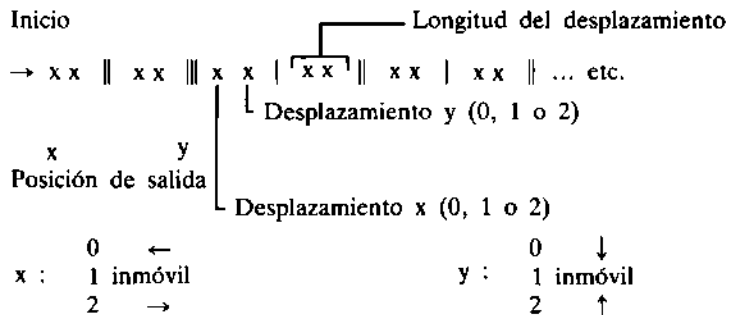 Inicio Longitud del desplazamiento
→ x x || x x ||| x x | x x || x x | x x || ... etc.
Desplazamiento y (0, 1 o 2)
x y
Posición de salida
Desplazamiento x (0, 1 o 2)
0 ← 0 ↓
x : 1 inmóvil y : 1 inmóvil
2 → 2 ↑